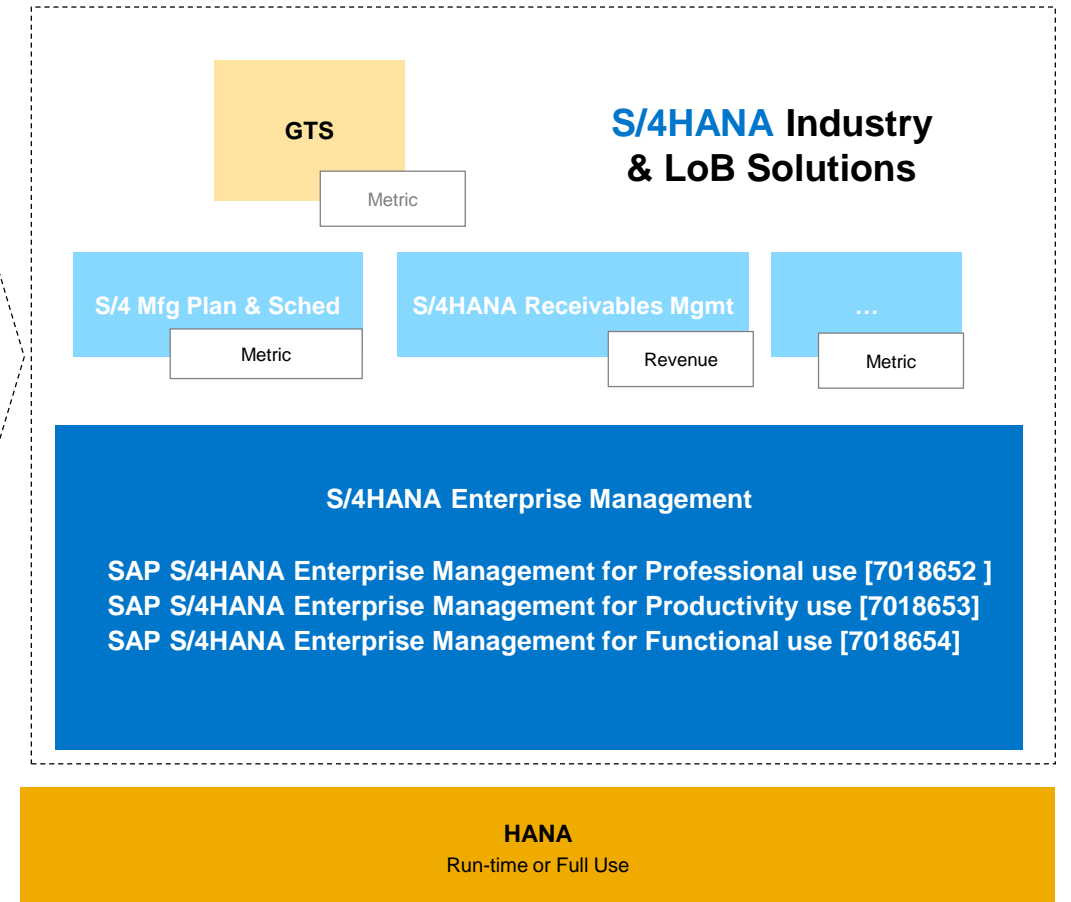 GTS
Metric
S/4HANA Industry
& LoB Solutions
S/4 Mfg Plan & Sched
Metric
S/4HANA Receivables Mgmt
Revenue
...
Metric
S/4HANA Enterprise Management
SAP S/4HANA Enterprise Management for Professional use [7018652 ]
SAP S/4HANA Enterprise Management for Productivity use [7018653]
SAP S/4HANA Enterprise Management for Functional use [7018654]
HANA
Run-time or Full Use